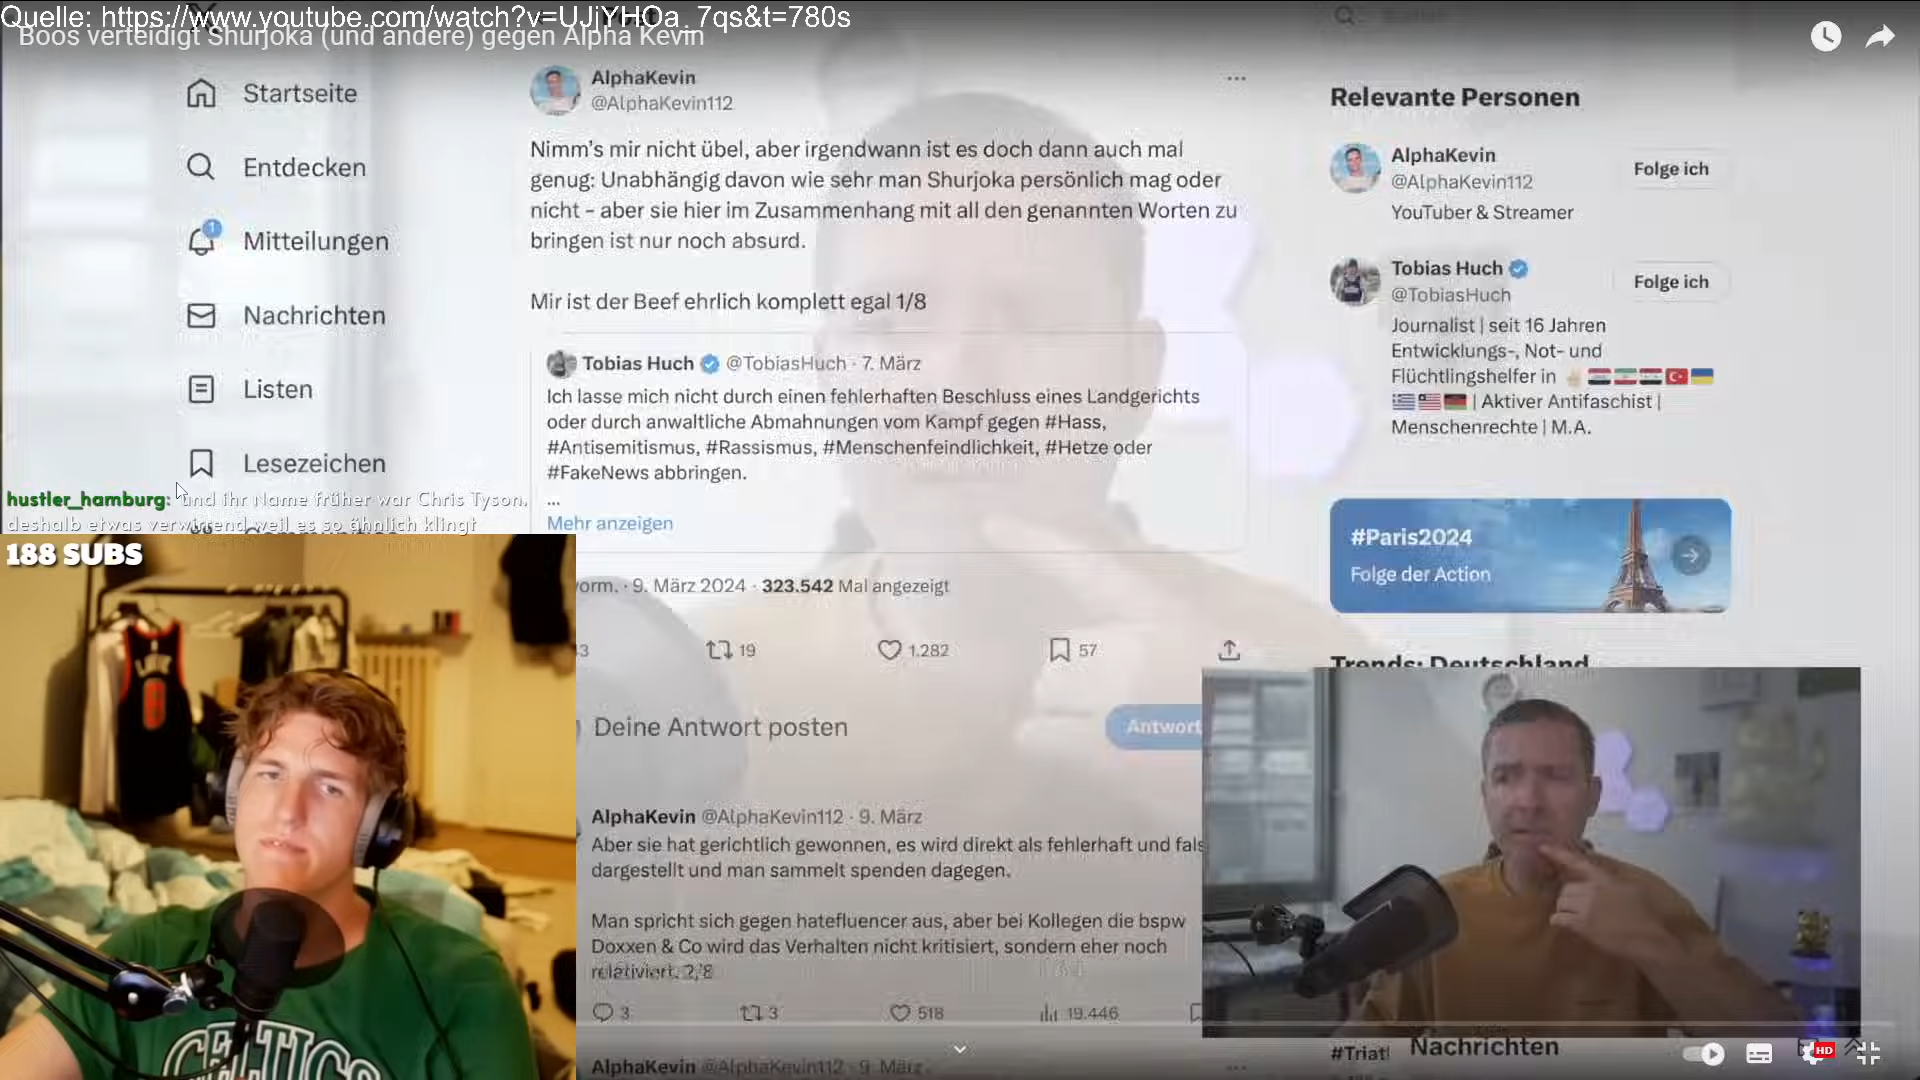 Quelle: https://www.youtube.com/watch?v=UJjYHOa_7qs&t=780s
Boos verteidigt Shurjoka (und andere) gegen Alpha Kevin
Startseite
Entdecken
1
Mitteilungen
Nachrichten
Listen
Lesezeichen
hustler_hamburg: und ihr Name früher war Chris Tyson.
deshalb etwas verwirrend weil es so ähnlich klingt
188 SUBS
AlphaKevin
@AlphaKevin112
Nimm's mir nicht übel, aber irgendwann ist es doch dann auch mal
genug: Unabhängig davon wie sehr man Shurjoka persönlich mag oder
nicht - aber sie hier im Zusammenhang mit all den genannten Worten zu
bringen ist nur noch absurd.
Mir ist der Beef ehrlich komplett egal 1/8
Tobias Huch @TobiasHuch · 7. März
Ich lasse mich nicht durch einen fehlerhaften Beschluss eines Landgerichts
oder durch anwaltliche Abmahnungen vom Kampf gegen #Hass,
#Antisemitismus, #Rassismus, #Menschenfeindlichkeit, #Hetze oder
#FakeNews abbringen.
...
Mehr anzeigen
vorm. · 9. März 2024 · 323.542 Mal angezeigt
19 1.282 57
Deine Antwort posten
Antwort
AlphaKevin @AlphaKevin112 · 9. März
Aber sie hat gerichtlich gewonnen, es wird direkt als fehlerhaft und fals
dargestellt und man sammelt spenden dagegen.
Man spricht sich gegen hatefluencer aus, aber bei Kollegen die bspw
Doxxen & Co wird das Verhalten nicht kritisiert, sondern eher noch
relativiert. 2/8
3 3 518 19.446
AlphaKevin @AlphaKevin112 · 9. März
Relevante Personen
AlphaKevin
@AlphaKevin112
Folge ich
YouTuber & Streamer
Tobias Huch
@TobiasHuch
Folge ich
Journalist | seit 16 Jahren
Entwicklungs-, Not- und
Flüchtlingshelfer in
| Aktiver Antifaschist |
Menschenrechte | M.A.
#Paris2024
Folge der Action
Trends: Deutschland
#Triatl
Nachrichten
HD
CELTICS